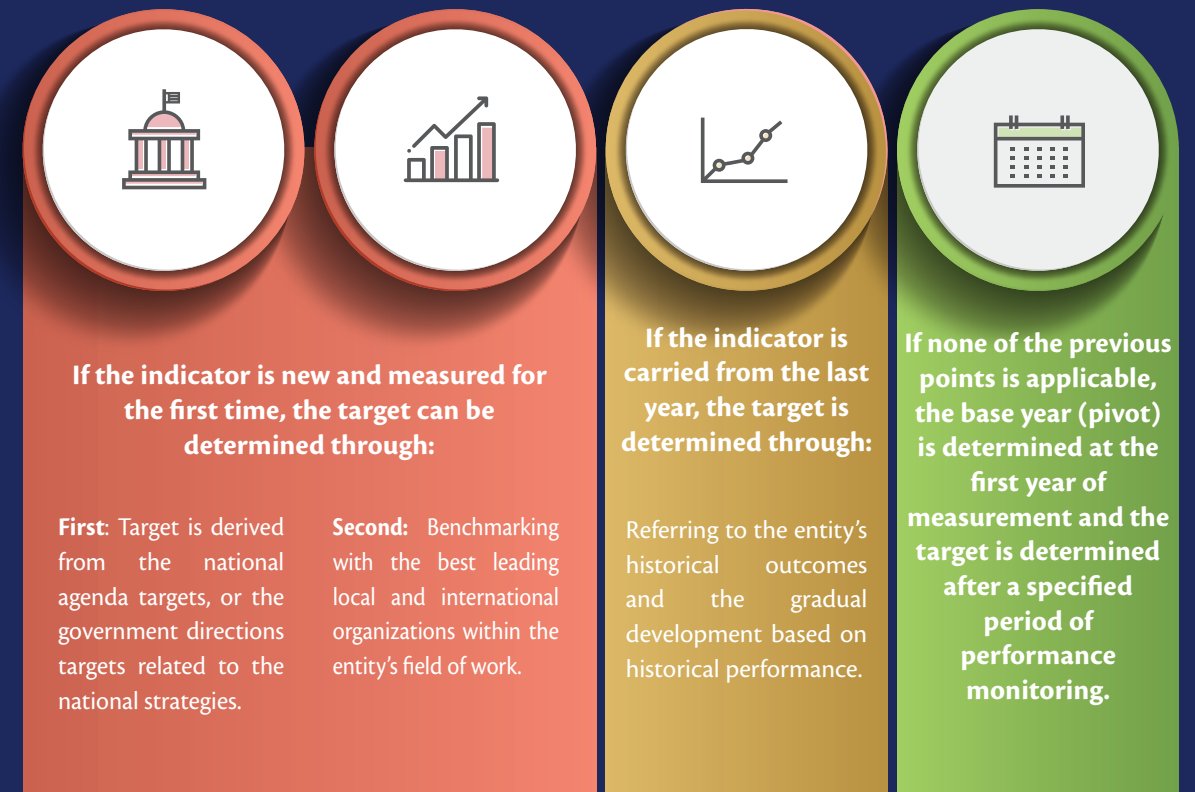 If the indicator is new and measured for
the first time, the target can be
determined through:
First: Target is derived
from the national
agenda targets, or the
government directions
targets related to the
national strategies.
Second: Benchmarking
with the best leading
local and international
organizations within the
entity's field of work.
If the indicator is
carried from the last
year, the target is
determined through:
Referring to the entity's
historical outcomes
and the gradual
development based on
historical performance.
If none of the previous
points is applicable,
the base year (pivot)
is determined at the
first year of
measurement and the
target is determined
after a specified
period of
performance
monitoring.